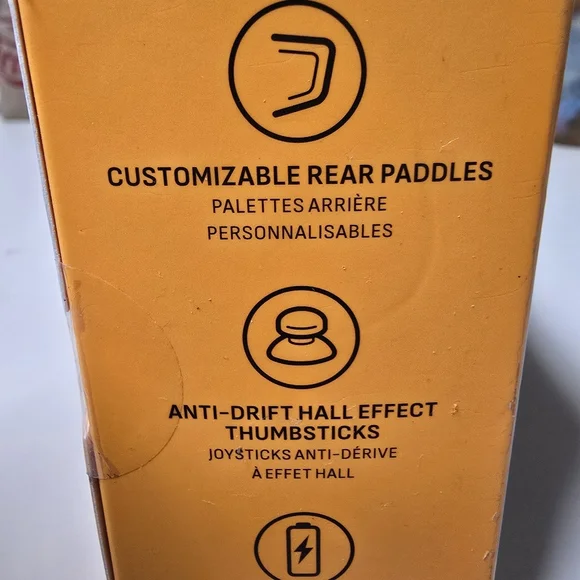 CUSTOMIZABLE REAR PADDLES
PALETTES ARRIÈRE
PERSONNALISABLES
ANTI-DRIFT HALL EFFECT
THUMBSTICKS
JOYSTICKS ANTI-DÉRIVE
À EFFET HALL